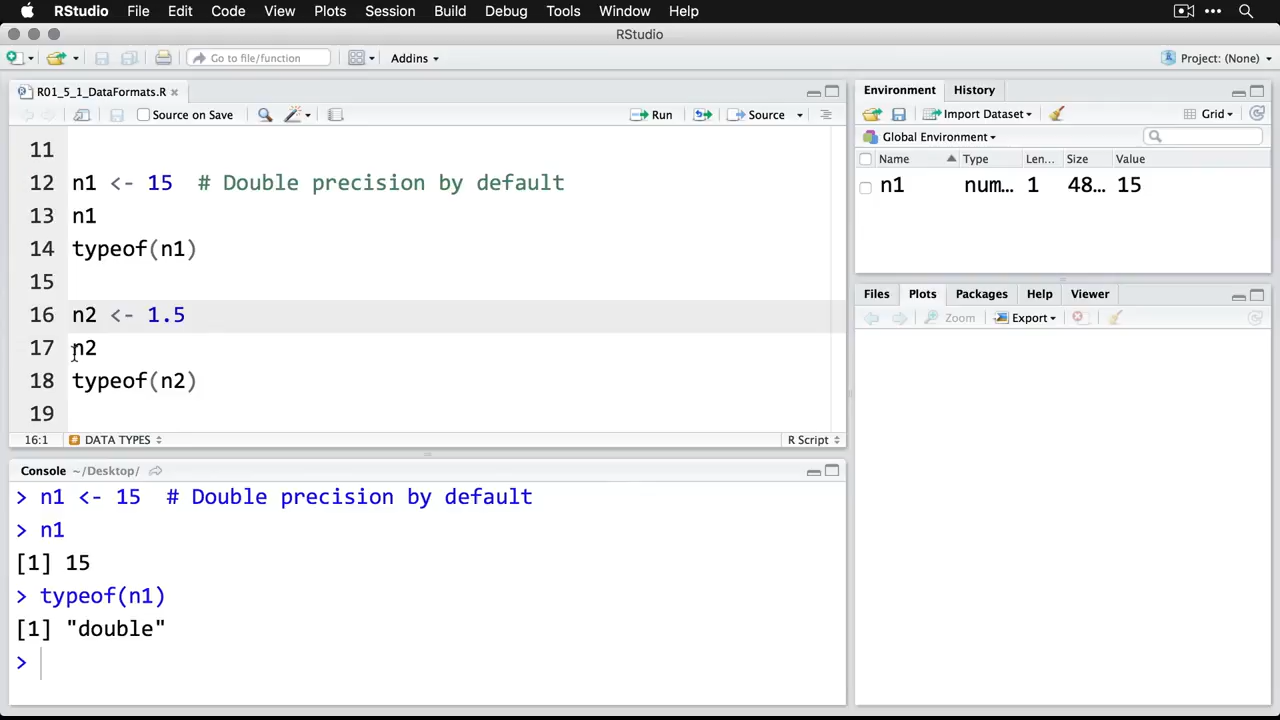 RStudio File Edit Code View Plots Session Build Debug Tools Window Help
RStudio
Go to file/function Addins Project: (None)
R01_5_1_DataFormats.R
Source on Save Run Source
11
12 n1 <- 15  # Double precision by default
13 n1
14 typeof(n1)
15
16 n2 <- 1.5
17 n2
18 typeof(n2)
19
16:1 # DATA TYPES R Script
Console ~/Desktop/
> n1 <- 15  # Double precision by default
> n1
[1] 15
> typeof(n1)
[1] "double"
>
Environment History
Import Dataset Grid
Global Environment
Name Type Len... Size Value
n1 num... 1 48... 15
Files Plots Packages Help Viewer
Zoom Export